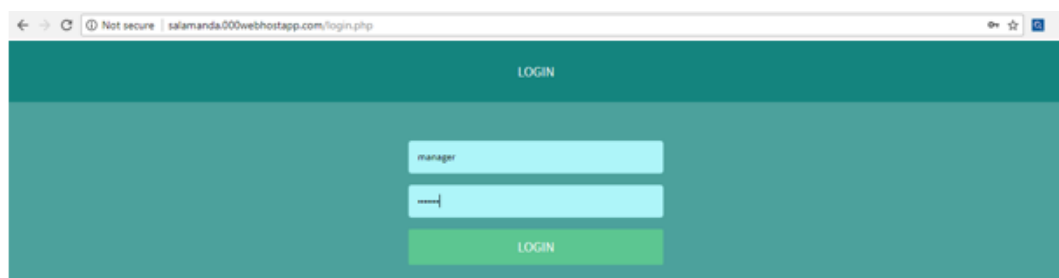 Not secure | salamanda.000webhostapp.com/login.php
LOGIN
manager
LOGIN